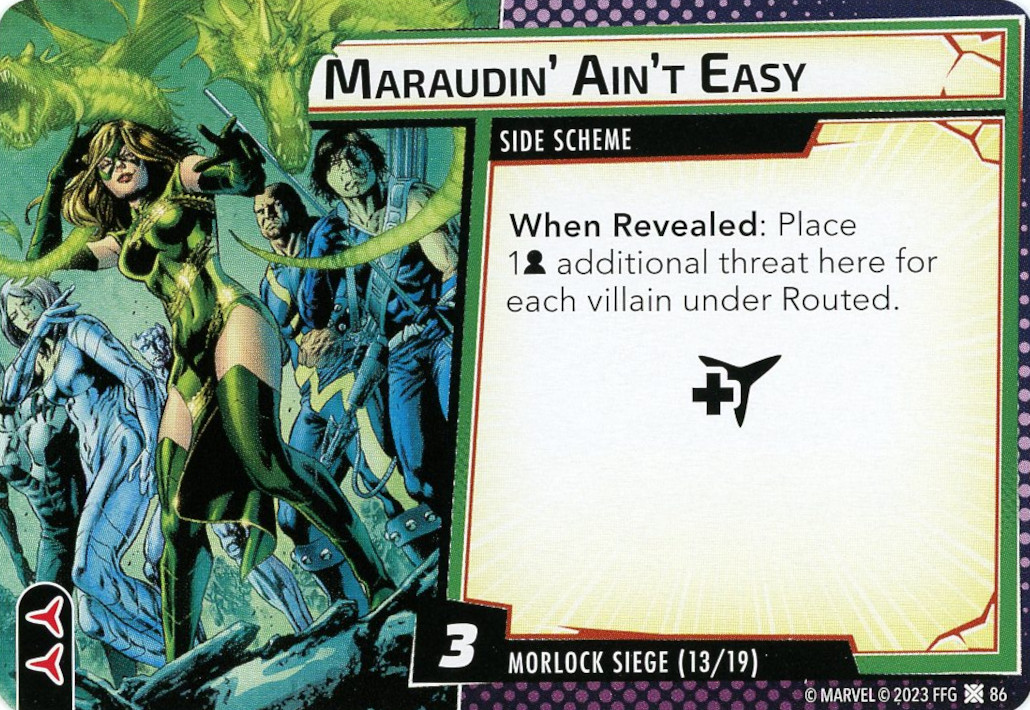 MARAUDIN' AIN'T EASY
SIDE SCHEME
When Revealed: Place
1 additional threat here for
each villain under Routed.
3
MORLOCK SIEGE (13/19)
© MARVEL © 2023 FFG 86